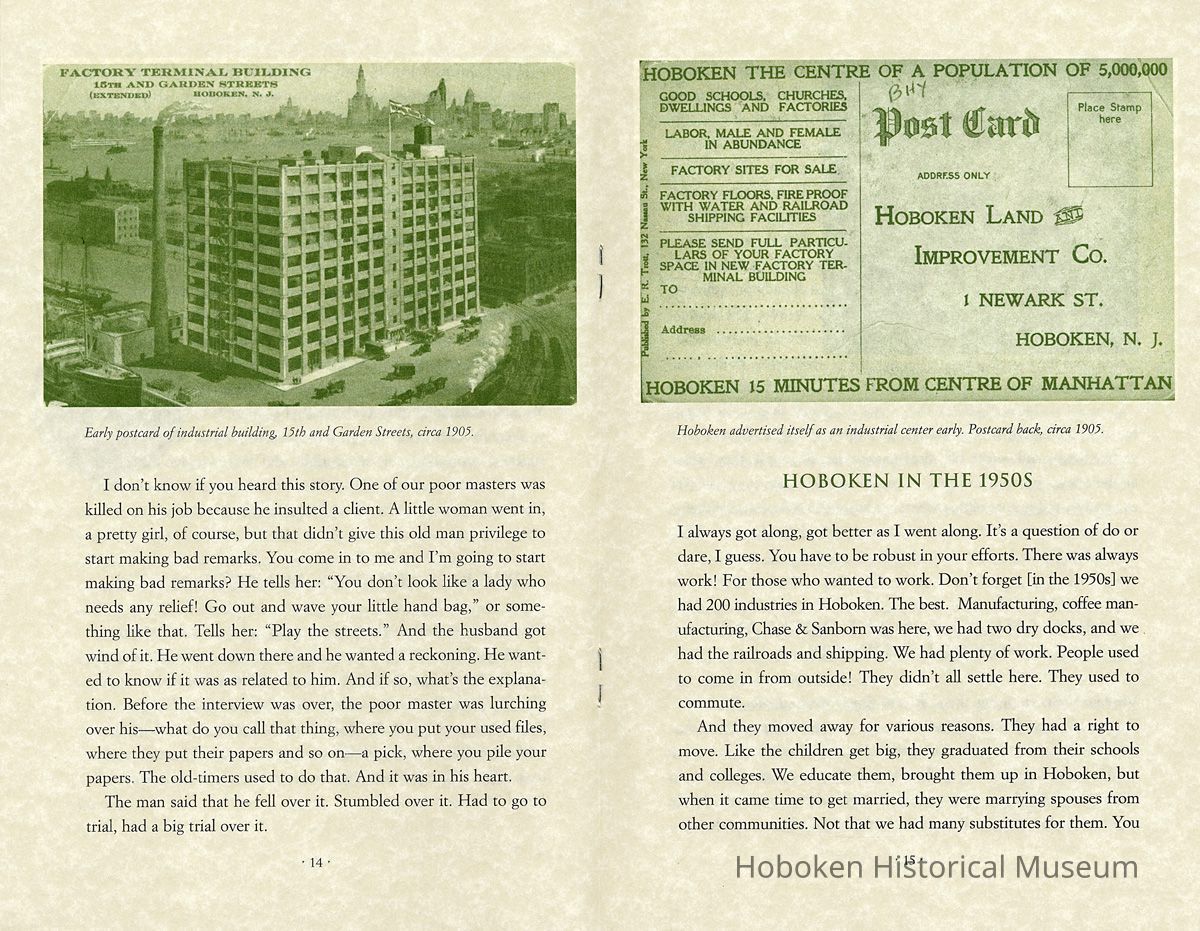 FACTORY TERMINAL BUILDING
15TH AND GARDEN STREETS
(EXTENDED) HOBOKEN, N. J.
Early postcard of industrial building, 15th and Garden Streets, circa 1905.
I don't know if you heard this story. One of our poor masters was
killed on his job because he insulted a client. A little woman went in,
a pretty girl, of course, but that didn't give this old man privilege to
start making bad remarks. You come in to me and I'm going to start
making bad remarks? He tells her: “You don't look like a lady who
needs any relief! Go out and wave your little hand bag,” or some-
thing like that. Tells her: “Play the streets.” And the husband got
wind of it. He went down there and he wanted a reckoning. He want-
ed to know if it was as related to him. And if so, what's the explana-
tion. Before the interview was over, the poor master was lurching
over his—what do you call that thing, where you put your used files,
where they put their papers and so on—a pick, where you pile your
papers. The old-timers used to do that. And it was in his heart.
The man said that he fell over it. Stumbled over it. Had to go to
trial, had a big trial over it.
· 14 ·
HOBOKEN THE CENTRE OF A POPULATION OF 5,000,000
GOOD SCHOOLS, CHURCHES,
DWELLINGS AND FACTORIES
LABOR, MALE AND FEMALE
IN ABUNDANCE
FACTORY SITES FOR SALE
FACTORY FLOORS, FIRE PROOF
WITH WATER AND RAILROAD
SHIPPING FACILITIES
PLEASE SEND FULL PARTICU-
LARS OF YOUR FACTORY
SPACE IN NEW FACTORY TER-
MINAL BUILDING
TO
Address
Published by E. R. Trott, 132 Nassau St., New York
BHY
Post Card
Place Stamp
here
ADDRESS ONLY
HOBOKEN LAND AND
IMPROVEMENT CO.
1 NEWARK ST.
HOBOKEN, N. J.
HOBOKEN 15 MINUTES FROM CENTRE OF MANHATTAN
Hoboken advertised itself as an industrial center early. Postcard back, circa 1905.
HOBOKEN IN THE 1950S
I always got along, got better as I went along. It's a question of do or
dare, I guess. You have to be robust in your efforts. There was always
work! For those who wanted to work. Don't forget [in the 1950s] we
had 200 industries in Hoboken. The best. Manufacturing, coffee man-
ufacturing, Chase & Sanborn was here, we had two dry docks, and we
had the railroads and shipping. We had plenty of work. People used
to come in from outside! They didn't all settle here. They used to
commute.
And they moved away for various reasons. They had a right to
move. Like the children get big, they graduated from their schools
and colleges. We educate them, brought them up in Hoboken, but
when it came time to get married, they were marrying spouses from
other communities. Not that we had many substitutes for them. You
· 15 ·
Hoboken Historical Museum